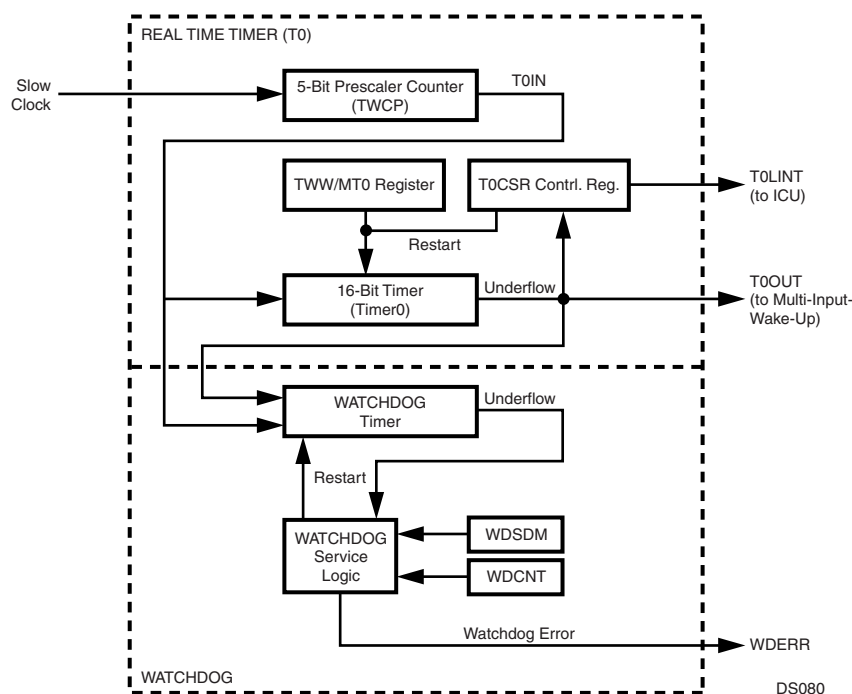 REAL TIME TIMER (T0)
Slow
Clock
5-Bit Prescaler Counter
(TWCP)
T0IN
TWW/MT0 Register
T0CSR Contrl. Reg.
T0LINT
(to ICU)
Restart
16-Bit Timer
(Timer0)
Underflow
T0OUT
(to Multi-Input-
Wake-Up)
WATCHDOG
Timer
Underflow
Restart
WATCHDOG
Service
Logic
WDSDM
WDCNT
Watchdog Error
WDERR
WATCHDOG
DS080